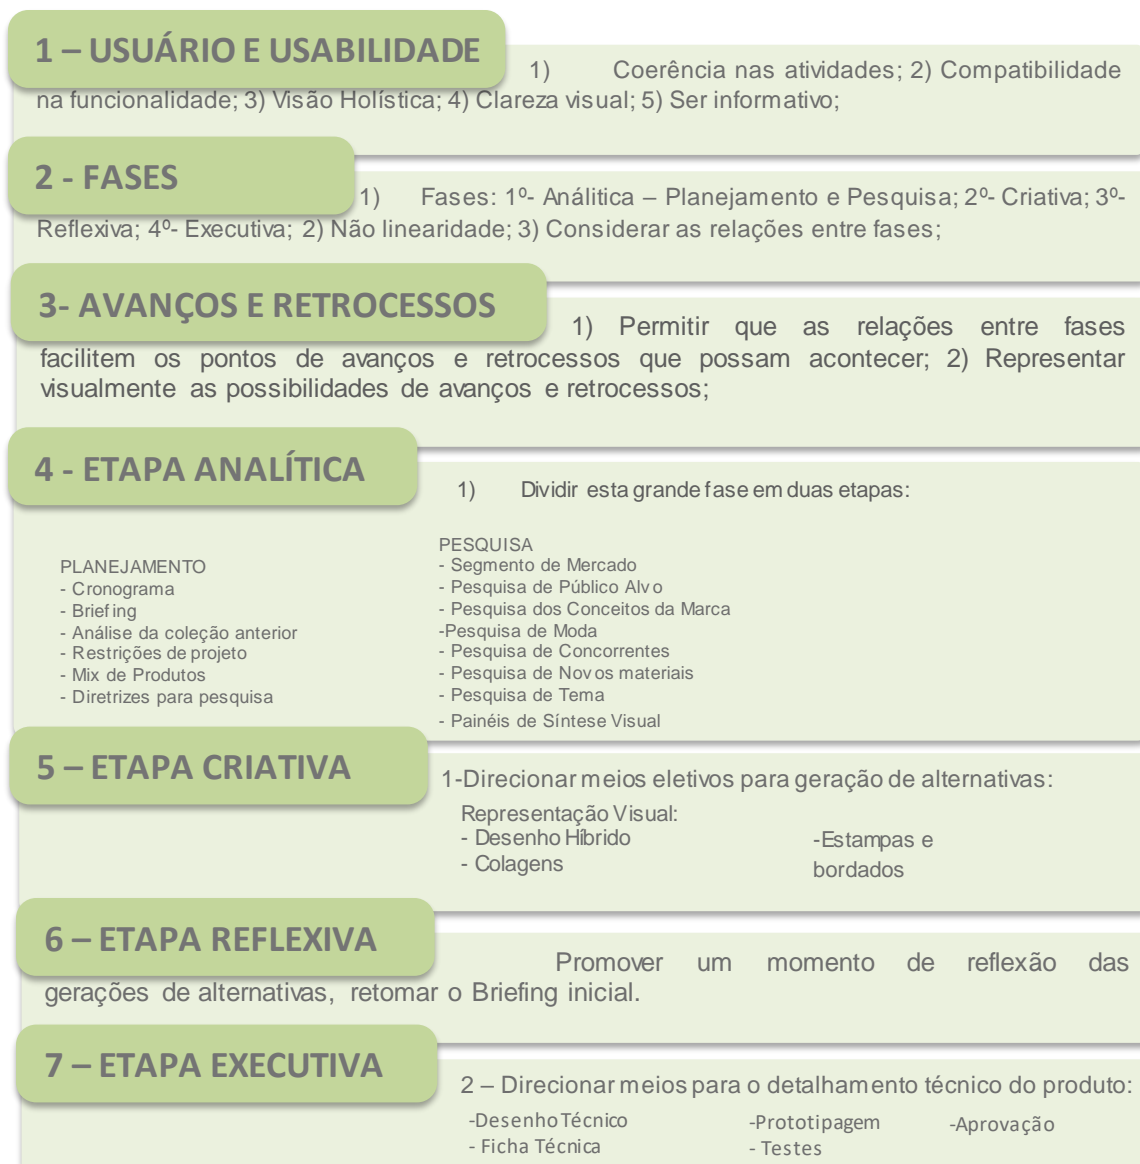 1 – USUÁRIO E USABILIDADE
1) Coerência nas atividades; 2) Compatibilidade
na funcionalidade; 3) Visão Holística; 4) Clareza visual; 5) Ser informativo;
2 - FASES
1) Fases: 1º- Análitica – Planejamento e Pesquisa; 2º- Criativa; 3º-
Reflexiva; 4º- Executiva; 2) Não linearidade; 3) Considerar as relações entre fases;
3- AVANÇOS E RETROCESSOS
1) Permitir que as relações entre fases
facilitem os pontos de avanços e retrocessos que possam acontecer; 2) Representar
visualmente as possibilidades de avanços e retrocessos;
4 - ETAPA ANALÍTICA
1) Dividir esta grande fase em duas etapas:
PLANEJAMENTO
- Cronograma
- Briefing
- Análise da coleção anterior
- Restrições de projeto
- Mix de Produtos
- Diretrizes para pesquisa
PESQUISA
- Segmento de Mercado
- Pesquisa de Público Alvo
- Pesquisa dos Conceitos da Marca
-Pesquisa de Moda
- Pesquisa de Concorrentes
- Pesquisa de Novos materiais
- Pesquisa de Tema
- Painéis de Síntese Visual
5 – ETAPA CRIATIVA
1-Direcionar meios eletivos para geração de alternativas:
Representação Visual:
- Desenho Híbrido
- Colagens
-Estampas e
bordados
6 – ETAPA REFLEXIVA
Promover um momento de reflexão das
gerações de alternativas, retomar o Briefing inicial.
7 – ETAPA EXECUTIVA
2 – Direcionar meios para o detalhamento técnico do produto:
-Desenho Técnico
- Ficha Técnica
-Prototipagem
- Testes
-Aprovação